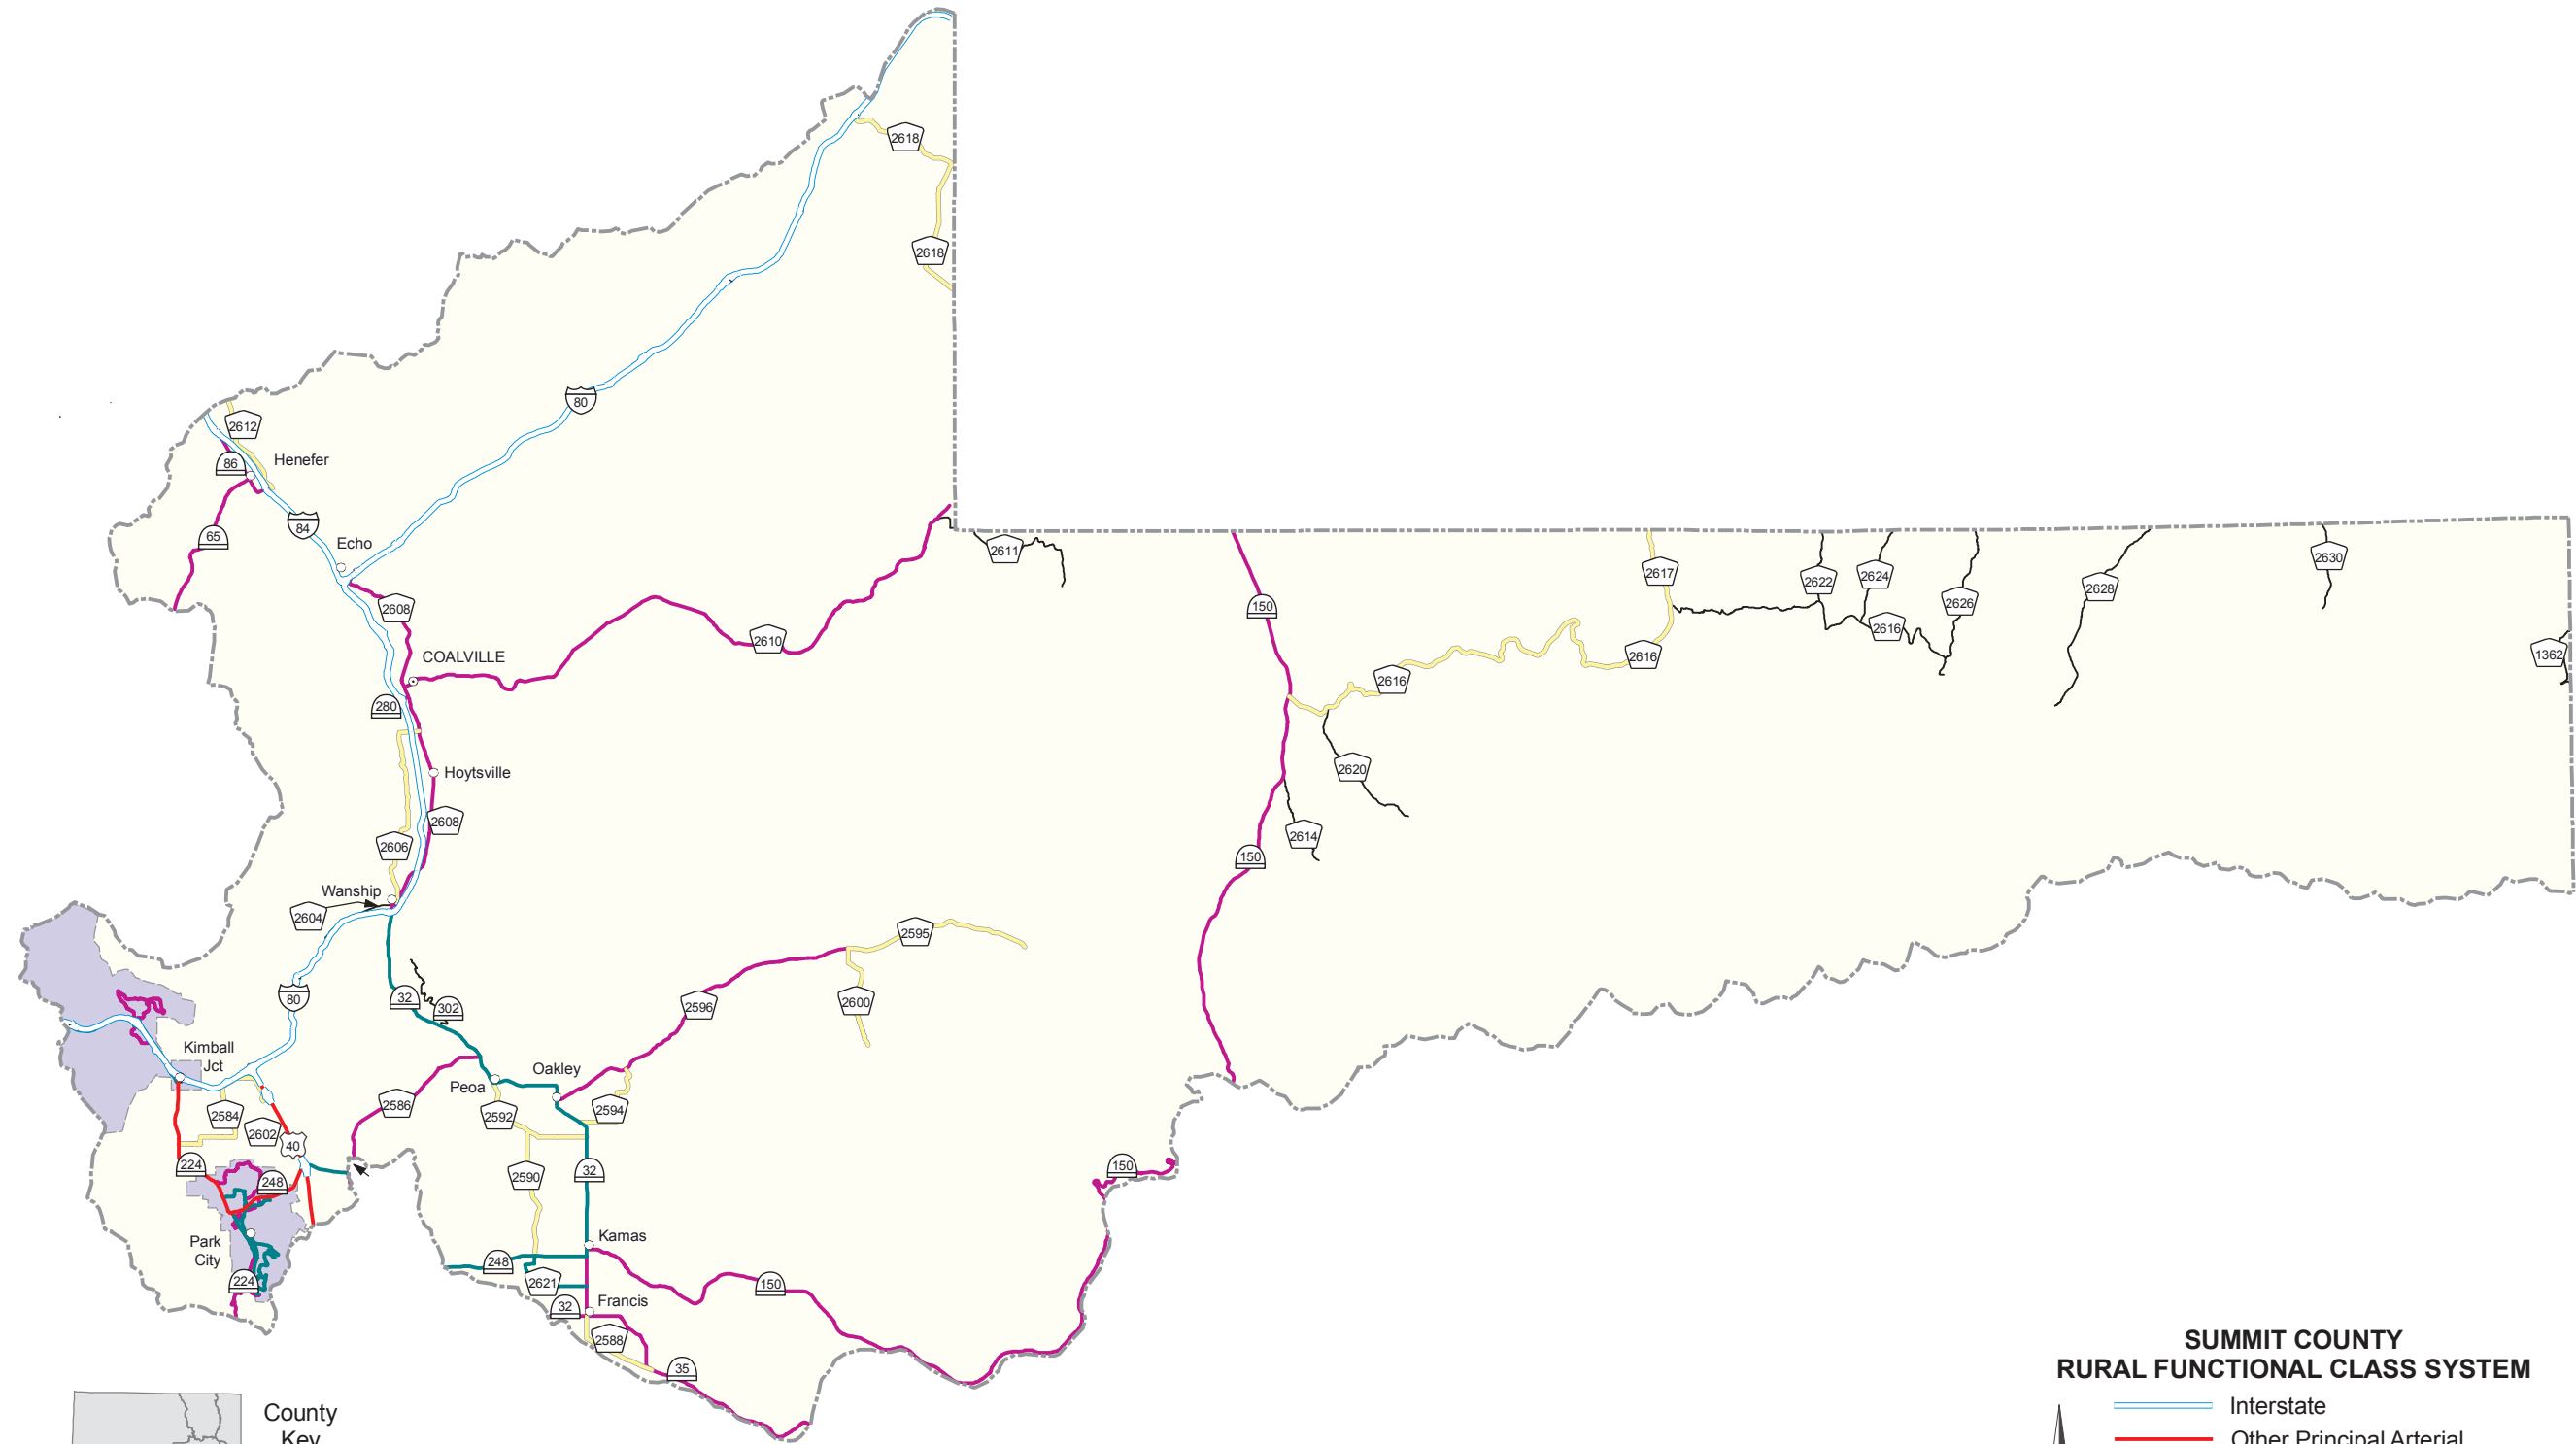 2618
2618
80
2612
86
Henefer
84
65
Echo
2611
2630
2617
2622
2624
2628
2626
150
2608
2616
2610
2616
1362
COALVILLE
2616
280
2620
Hoytsville
2608
2614
2606
150
Wanship
2604
2595
80
32
302
2596
2600
Kimball
Jct
Oakley
Peoa
2586
2584
2592
2594
2602
40
224
150
32
2590
248
Kamas
Park
City
248
224
2621
150
Francis
32
2588
35
SUMMIT COUNTY
RURAL FUNCTIONAL CLASS SYSTEM
Interstate
Other Principal Arterial
County
Key